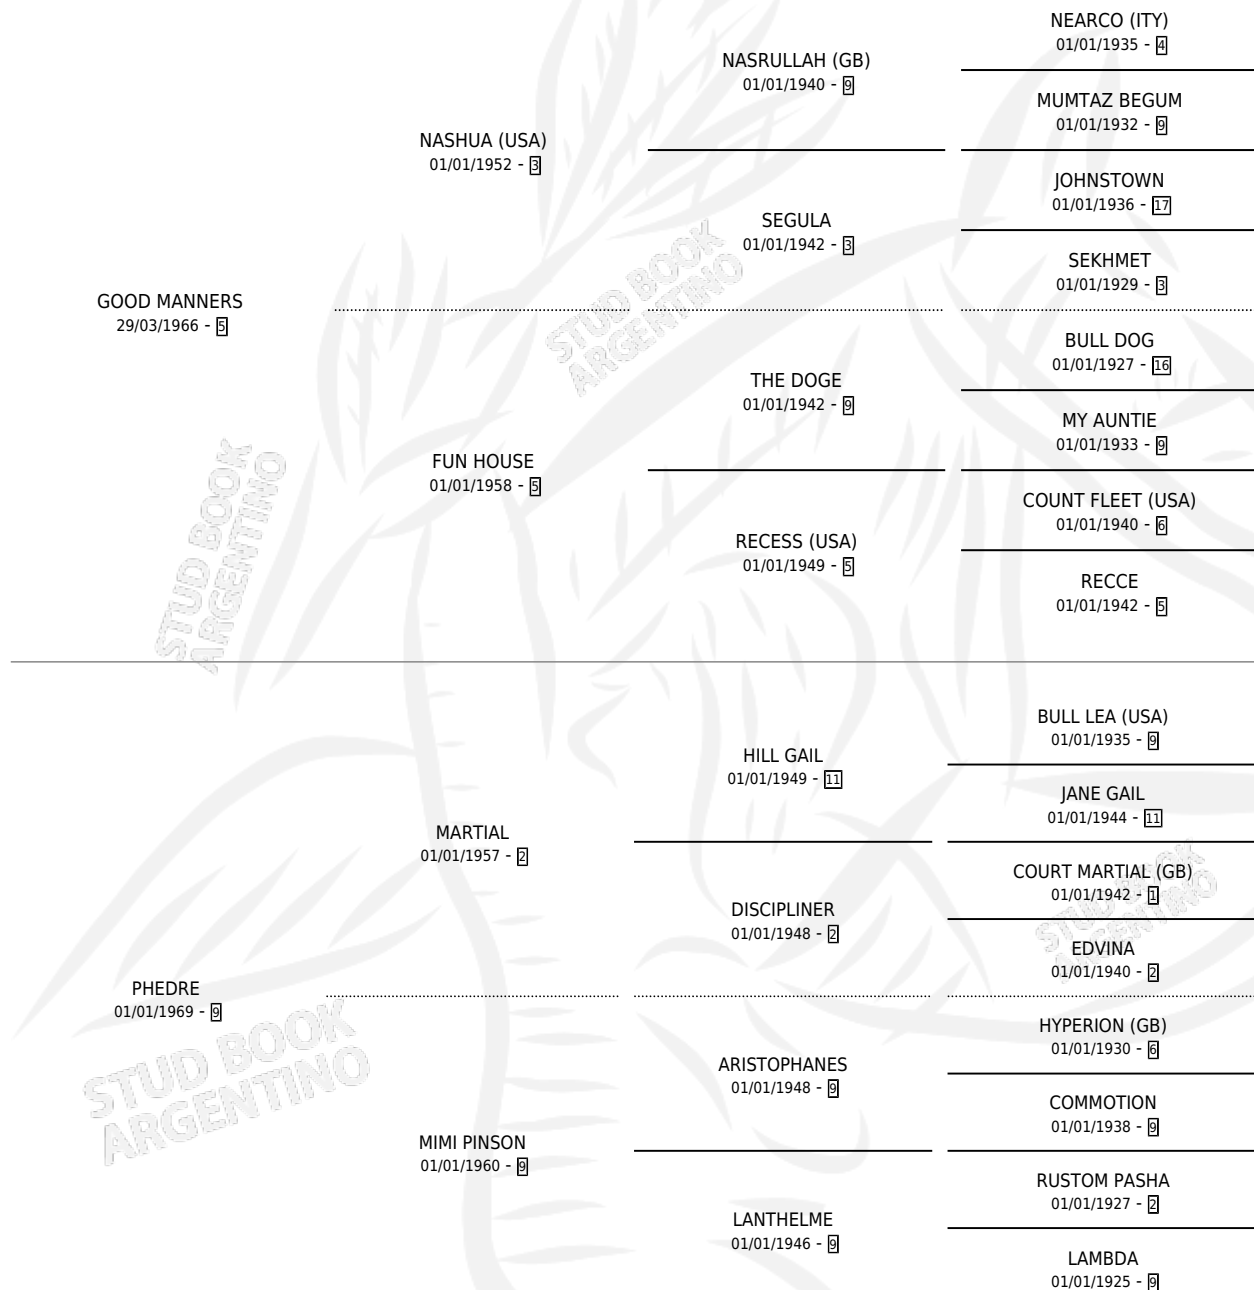 NEARCO (ITY)
01/01/1935 - 4
NASRULLAH (GB)
01/01/1940 - 9
MUMTAZ BEGUM
01/01/1932 - 9
NASHUA (USA)
01/01/1952 - 3
JOHNSTOWN
01/01/1936 - 17
SEGULA
01/01/1942 - 3
SEKHMET
01/01/1929 - 3
GOOD MANNERS
29/03/1966 - 5
BULL DOG
01/01/1927 - 16
THE DOGE
01/01/1942 - 9
MY AUNTIE
01/01/1933 - 9
FUN HOUSE
01/01/1958 - 5
COUNT FLEET (USA)
01/01/1940 - 6
RECESS (USA)
01/01/1949 - 5
RECCE
01/01/1942 - 5
BULL LEA (USA)
01/01/1935 - 9
HILL GAIL
01/01/1949 - 11
JANE GAIL
01/01/1944 - 11
MARTIAL
01/01/1957 - 2
COURT MARTIAL (GB)
01/01/1942 - 1
DISCIPLINER
01/01/1948 - 2
EDVINA
01/01/1940 - 2
PHEDRE
01/01/1969 - 9
HYPERION (GB)
01/01/1930 - 6
ARISTOPHANES
01/01/1948 - 9
COMMOTION
01/01/1938 - 9
MIMI PINSON
01/01/1960 - 9
RUSTOM PASHA
01/01/1927 - 2
LANTHELME
01/01/1946 - 9
LAMBDA
01/01/1925 - 9
STUD BOOK
ARGENTINO
STUD BOOK
ARGENTINO
STUD BOOK
ARGENTINO
STUD BOOK
ARGENTINO